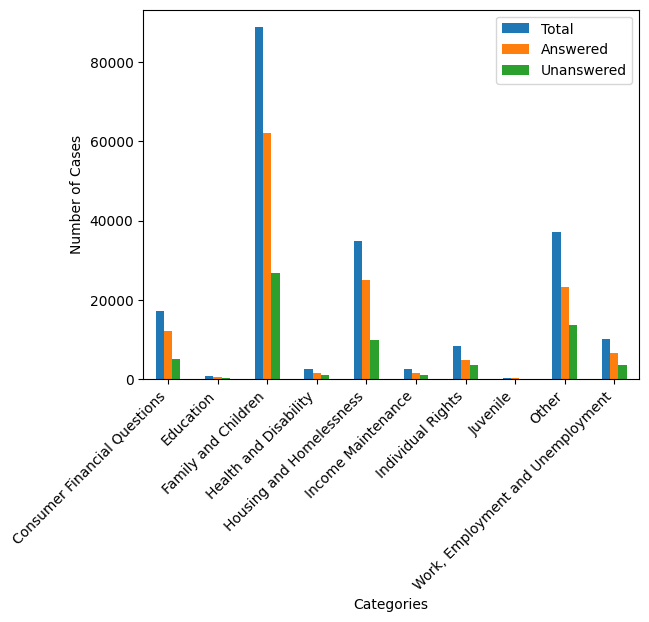 Total
Answered
Unanswered
80000
60000
40000
20000
0
Number of Cases
Consumer Financial Questions
Education
Family and Children
Health and Disability
Housing and Homelessness
Income Maintenance
Individual Rights
Juvenile
Other
Work, Employment and Unemployment
Categories